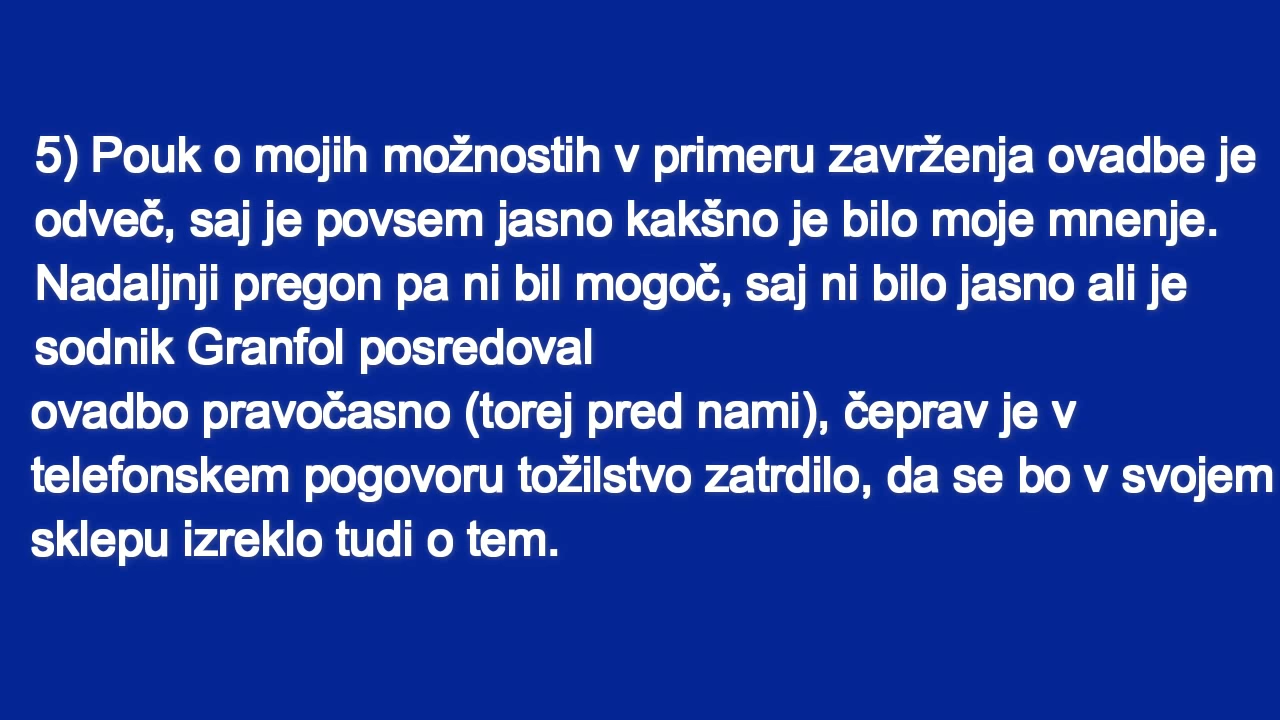 5) Pouk o mojih možnostih v primeru zavrženja ovadbe je
odveč, saj je povsem jasno kakšno je bilo moje mnenje.
Nadaljnji pregon pa ni bil mogoč, saj ni bilo jasno ali je
sodnik Granfol posredoval
ovadbo pravočasno (torej pred nami), čeprav je v
telefonskem pogovoru tožilstvo zatrdilo, da se bo v svojem
sklepu izreklo tudi o tem.